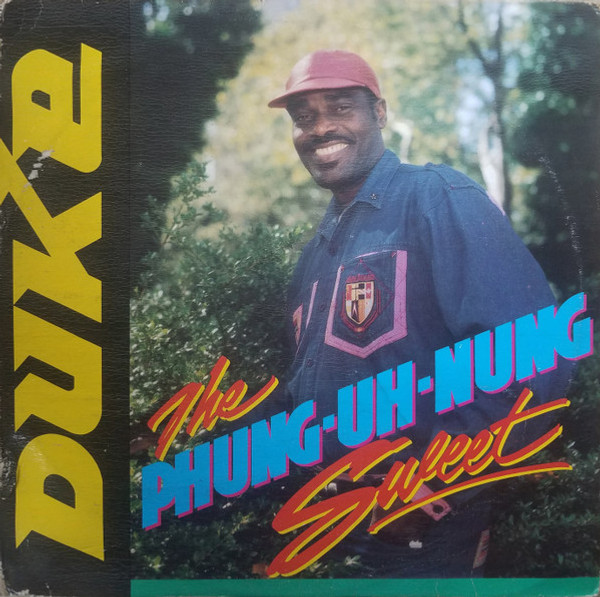 DUKE
The
PHUNG-UH-NUNG
Sweet